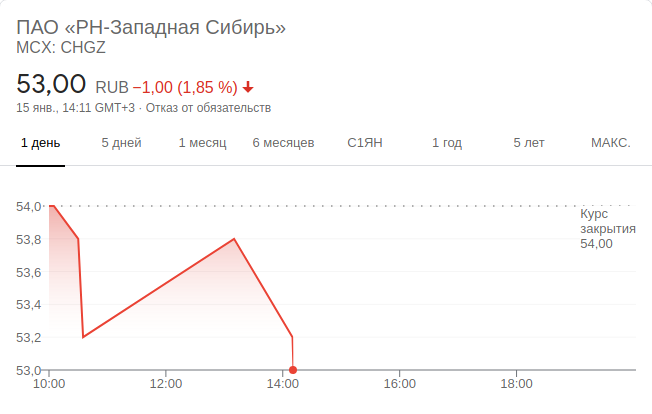 ПАО «РН-Западная Сибирь»
MCX: CHGZ
53,00 RUB −1,00 (1,85 %)
15 янв., 14:11 GMT+3 · Отказ от обязательств
1 день 5 дней 1 месяц 6 месяцев С1ЯН 1 год 5 лет МАКС.
54,0
Курс
закрытия
54,00
53,8
53,6
53,4
53,2
53,0
10:00 12:00 14:00 16:00 18:00